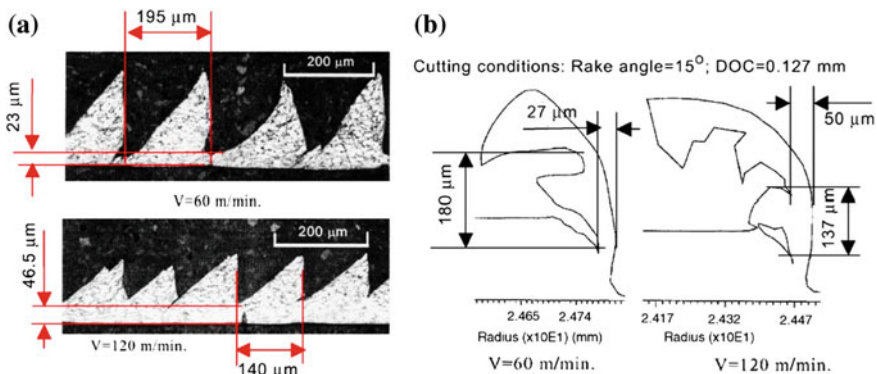 (a)
195 μm
200 μm
23 μm
V=60 m/min.
200 μm
46.5 μm
V=120 m/min.
140 μm
(b)
Cutting conditions: Rake angle=15°; DOC=0.127 mm
27 μm
50 μm
180 μm
137 μm
2.465 2.474
Radius (x10E1) (mm)
V=60 m/min.
2.417 2.432 2.447
Radius (x10E1)
V=120 m/min.